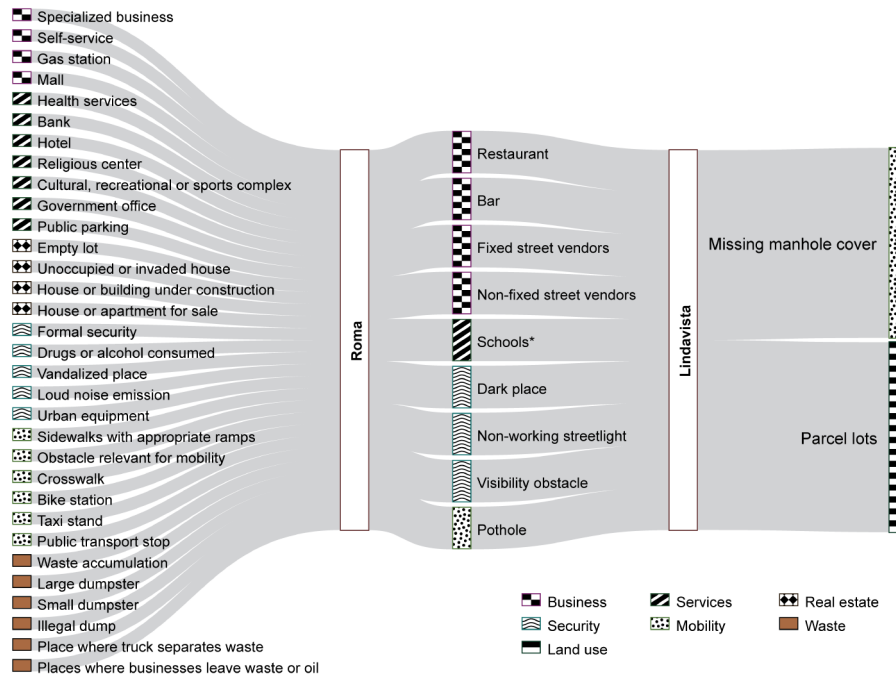 Specialized business
Self-service
Gas station
Mall
Health services
Bank
Hotel
Religious center
Cultural, recreational or sports complex
Government office
Public parking
Empty lot
Unoccupied or invaded house
House or building under construction
House or apartment for sale
Formal security
Drugs or alcohol consumed
Vandalized place
Loud noise emission
Urban equipment
Sidewalks with appropriate ramps
Obstacle relevant for mobility
Crosswalk
Bike station
Taxi stand
Public transport stop
Waste accumulation
Large dumpster
Small dumpster
Illegal dump
Place where truck separates waste
Places where businesses leave waste or oil
Roma
Restaurant
Bar
Fixed street vendors
Non-fixed street vendors
Schools*
Dark place
Non-working streetlight
Visibility obstacle
Pothole
Lindavista
Missing manhole cover
Parcel lots
Business
Services
Real estate
Security
Mobility
Waste
Land use